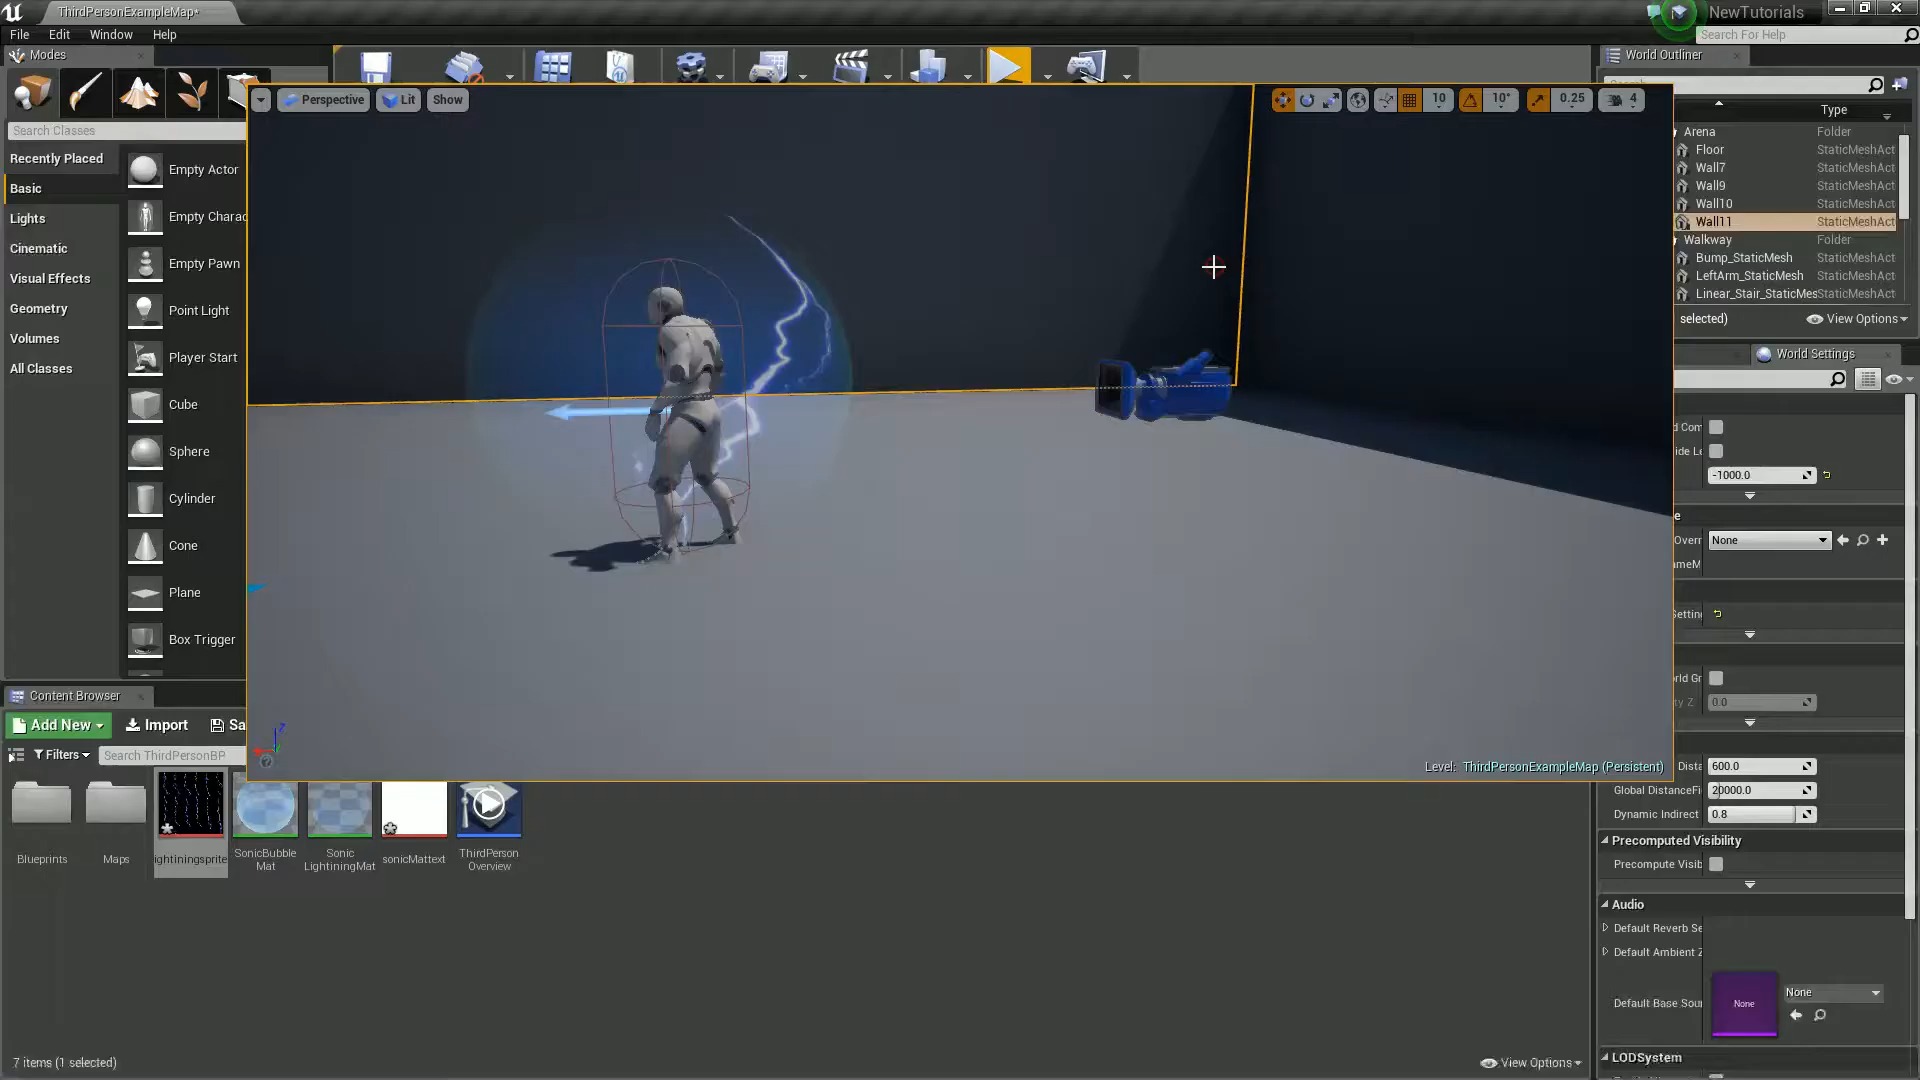 ThirdPersonExampleMap*
NewTutorials
File Edit Window Help
Search For Help
Modes
World Outliner
Search Classes
Recently Placed
Basic
Lights
Cinematic
Visual Effects
Geometry
Volumes
All Classes
Empty Actor
Empty Charac
Empty Pawn
Point Light
Player Start
Cube
Sphere
Cylinder
Cone
Plane
Box Trigger
Perspective Lit Show
10 10° 0.25 4
Level: ThirdPersonExampleMap (Persistent)
Type
Arena Folder
Floor StaticMeshAct
Wall7 StaticMeshAct
Wall9 StaticMeshAct
Wall10 StaticMeshAct
Wall11 StaticMeshAct
Walkway Folder
Bump_StaticMesh StaticMeshAct
LeftArm_StaticMesh StaticMeshAct
Linear_Stair_StaticMes StaticMeshAct
selected) View Options
World Settings
d Com
ide Le
-1000.0
e
Overr None
ameM
Settin
rld Gr
ty Z 0.0
Dista 600.0
Global DistanceFi 20000.0
Dynamic Indirect 0.8
Precomputed Visibility
Precompute Visib
Audio
Default Reverb Se
Default Ambient Z
Default Base Sou None None
LODSystem
Content Browser
Add New Import Sa
Filters Search ThirdPersonBP
Blueprints
Maps
ightiningsprite
SonicBubble
Mat
Sonic
LightiningMat
sonicMattext
ThirdPerson
Overview
7 items (1 selected)
View Options